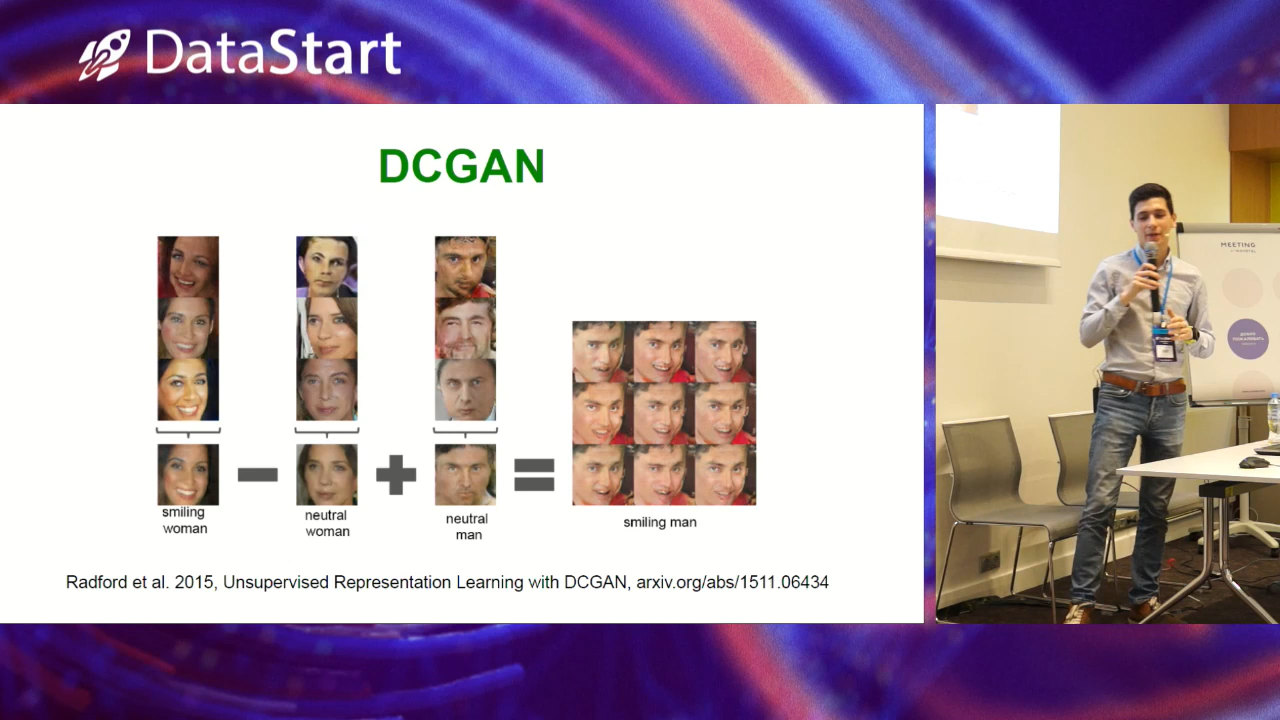 DataStart
DCGAN
smiling
woman
neutral
woman
neutral
man
smiling man
Radford et al. 2015, Unsupervised Representation Learning with DCGAN, arxiv.org/abs/1511.06434
MEETING